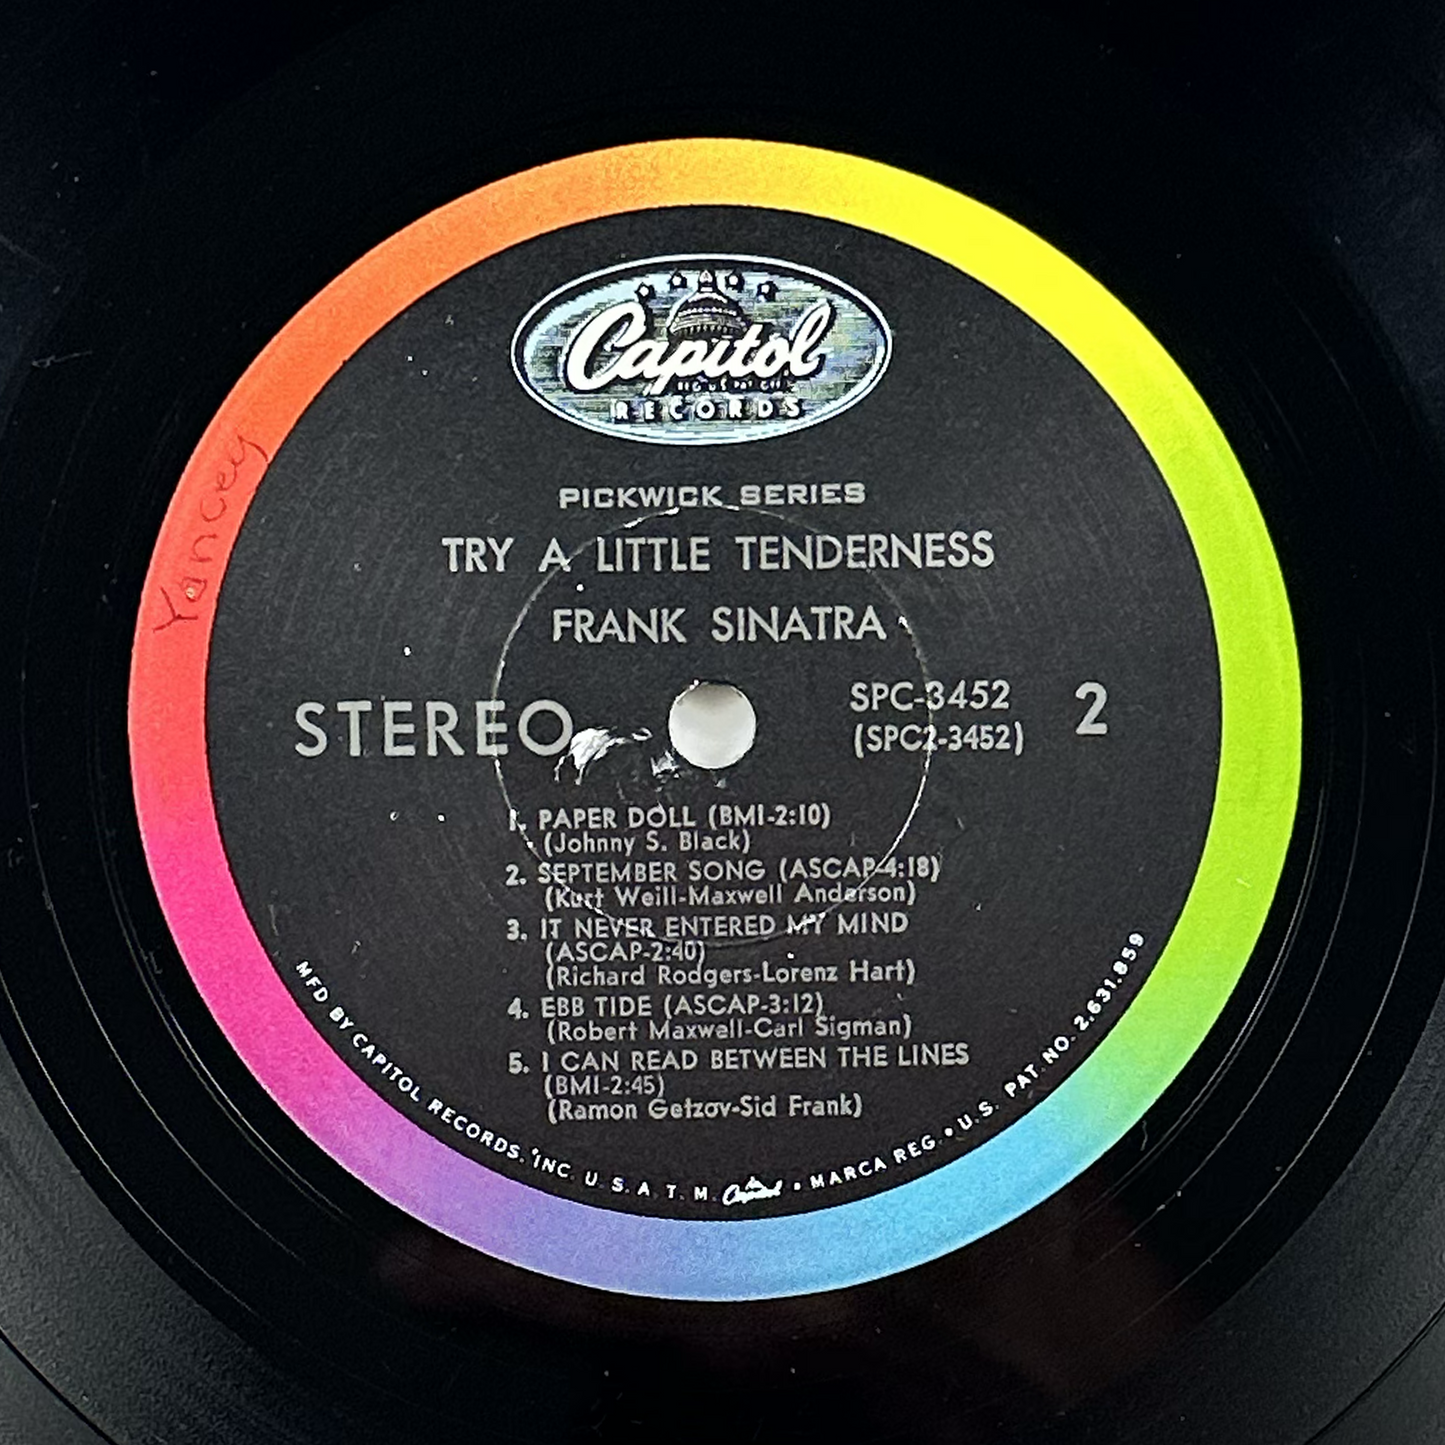 Capitol
REG. U.S. PAT. OFF.
RECORDS
PICKWICK SERIES
TRY A LITTLE TENDERNESS
FRANK SINATRA
STEREO
SPC-3452
(SPC2-3452)
2
1. PAPER DOLL (BMI-2:10)
(Johnny S. Black)
2. SEPTEMBER SONG (ASCAP-4:18)
(Kurt Weill-Maxwell Anderson)
3. IT NEVER ENTERED MY MIND
(ASCAP-2:40)
(Richard Rodgers-Lorenz Hart)
4. EBB TIDE (ASCAP-3:12)
(Robert Maxwell-Carl Sigman)
5. I CAN READ BETWEEN THE LINES
(BMI-2:45)
(Ramon Getzov-Sid Frank)
MFD BY CAPITOL RECORDS. INC. U. S. A T. M. Capitol • MARCA REG. • U.S. PAT. NO. 2.631.859
Yancey